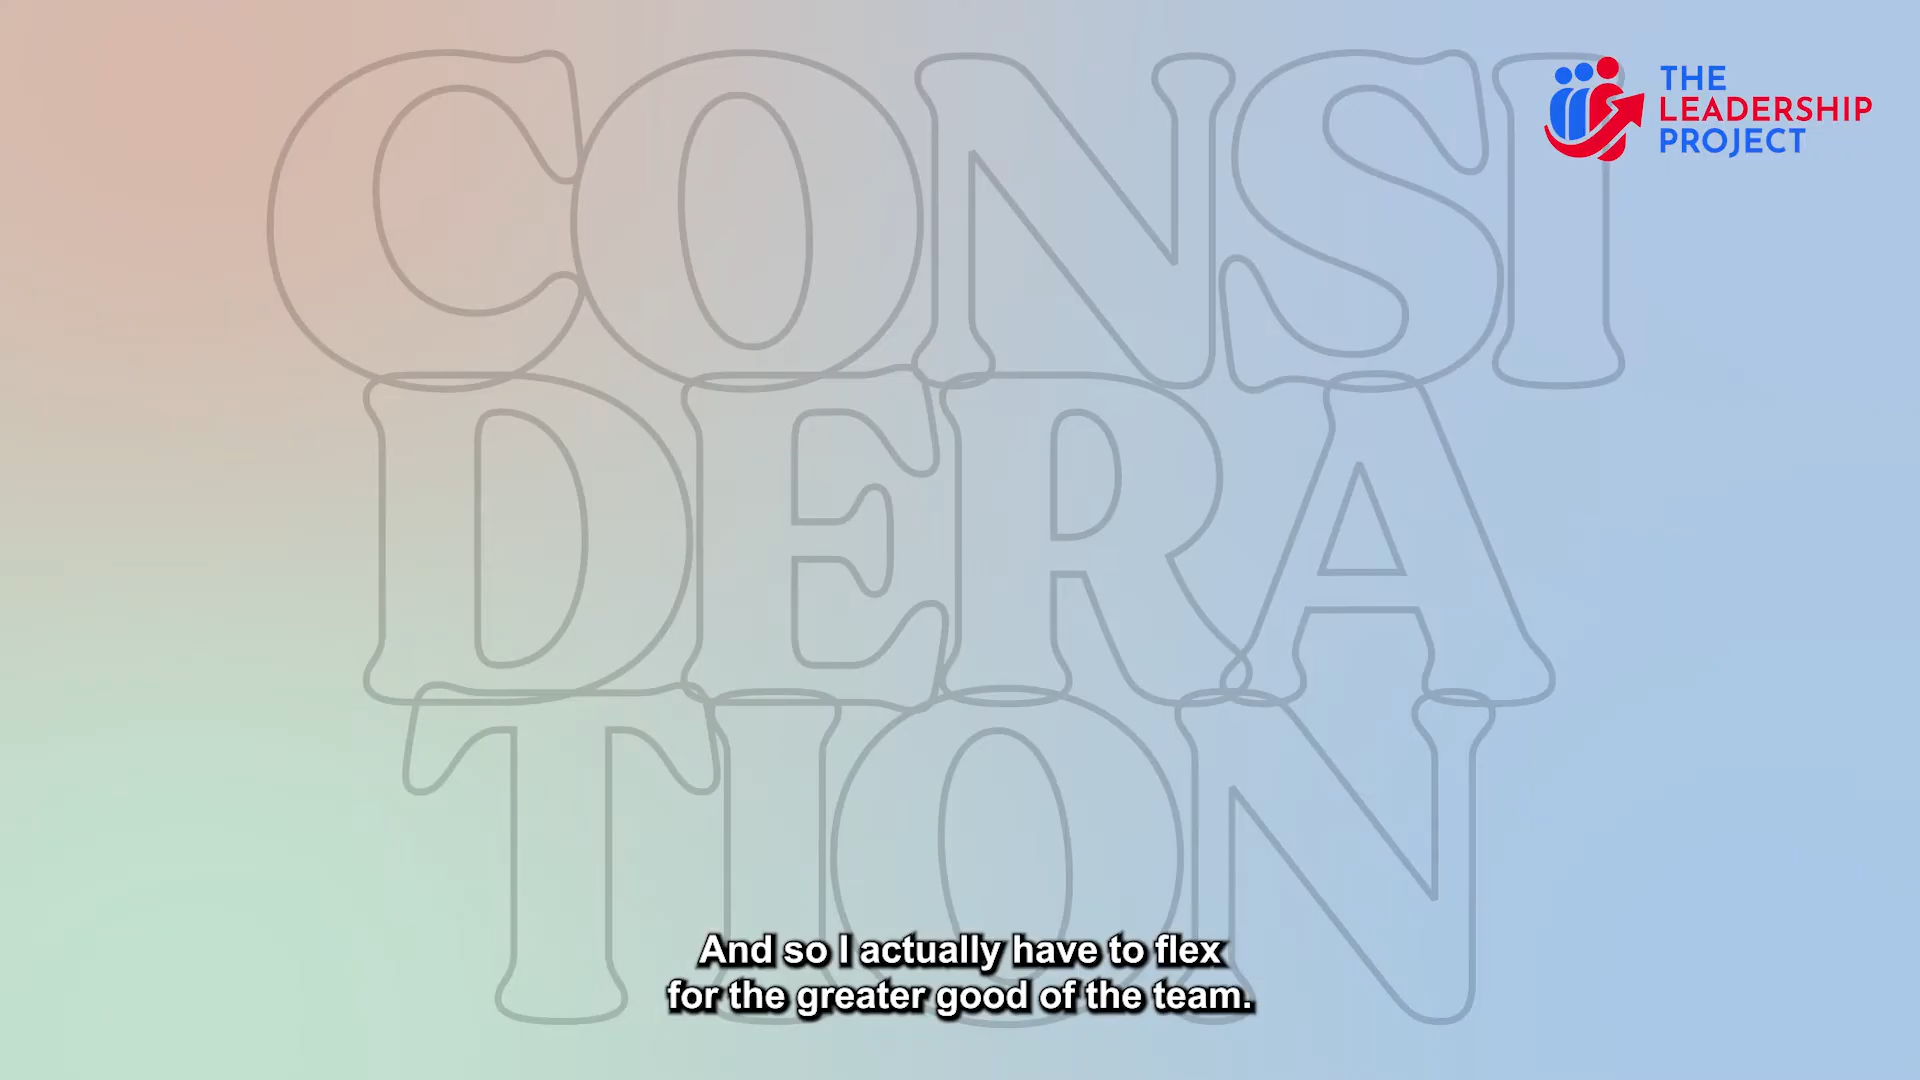 CONSI
DERA
TION
THE
LEADERSHIP
PROJECT
And so I actually have to flex
for the greater good of the team.